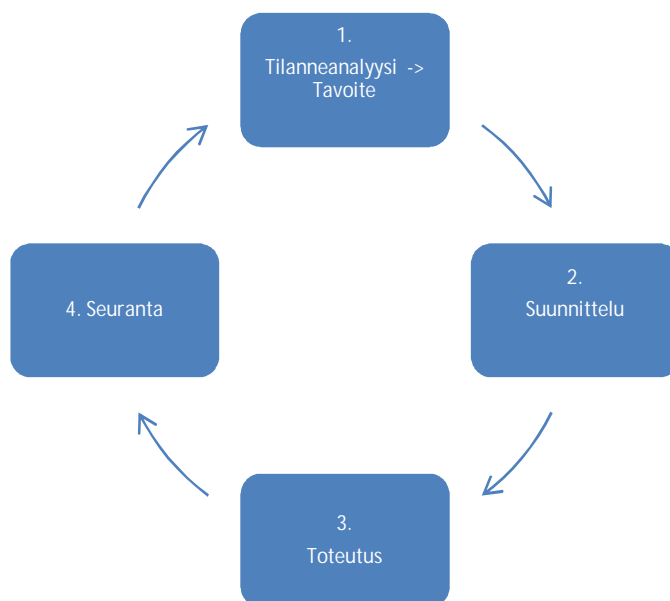 1.
Tilanneanalyysi ->
Tavoite
2.
Suunnittelu
3.
Toteutus
4. Seuranta